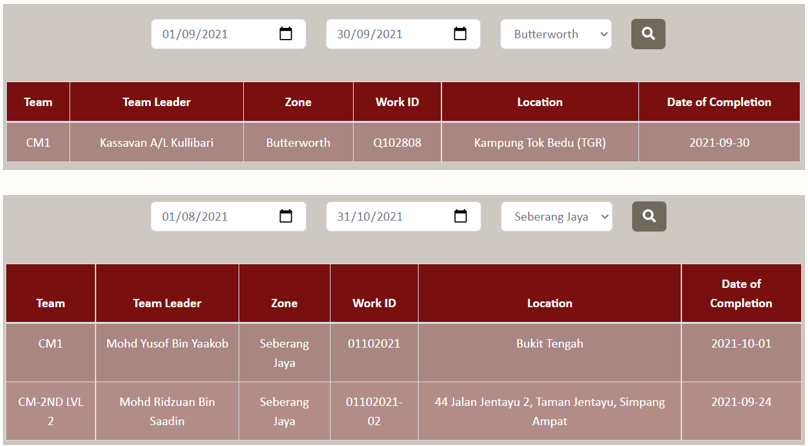 01/09/2021 30/09/2021 Butterworth
Team Team Leader Zone Work ID Location Date of Completion
CM1 Kassavan A/L Kullibari Butterworth Q102808 Kampung Tok Bedu (TGR) 2021-09-30
01/08/2021 31/10/2021 Seberang Jaya
Date of
Team Team Leader Zone Work ID Location Completion
CM1 Mohd Yusof Bin Yaakob Seberang 01102021 Bukit Tengah 2021-10-01
Jaya
CM-2ND LVL Mohd Ridzuan Bin Seberang 01102021- 44 Jalan Jentayu 2, Taman Jentayu, Simpang 2021-09-24
2 Saadin Jaya 02 Ampat